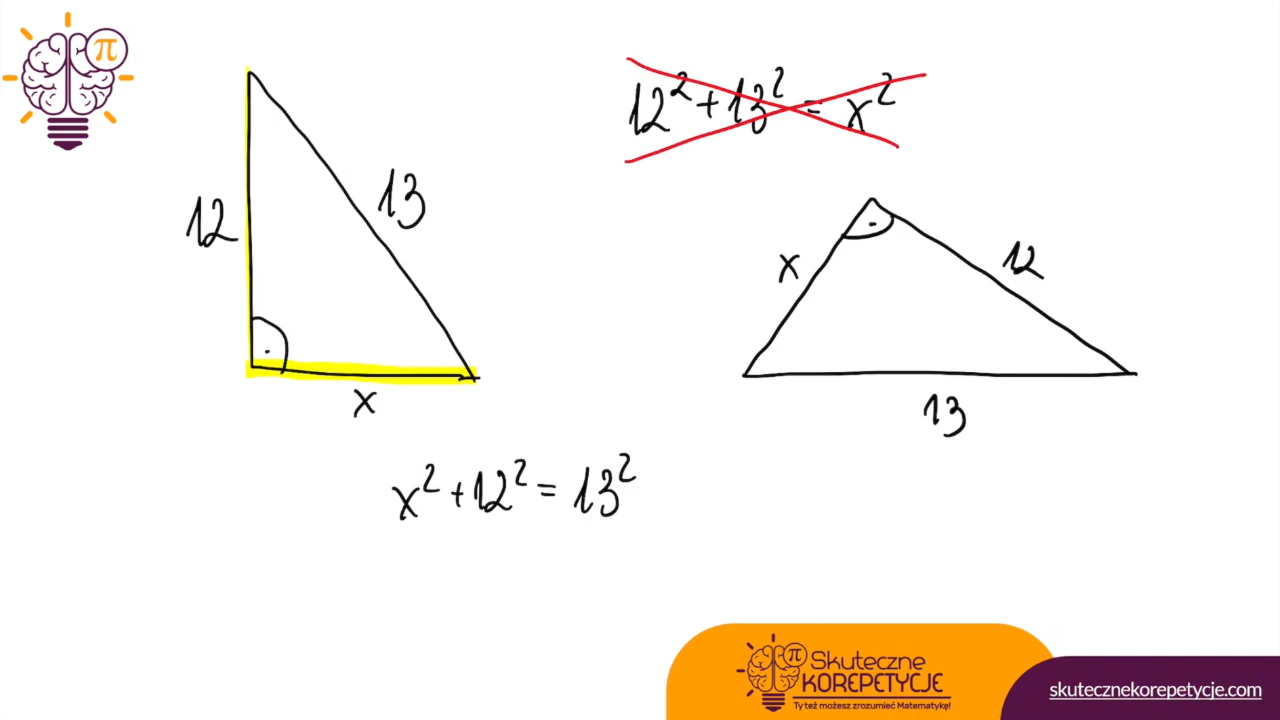 π
12² + 13² = x²
12
13
x
x
12
13
x² + 12² = 13²
π
Skuteczne
KOREPETYCJE
Ty też możesz zrozumieć Matematykę!
skutecznekorepetycje.com